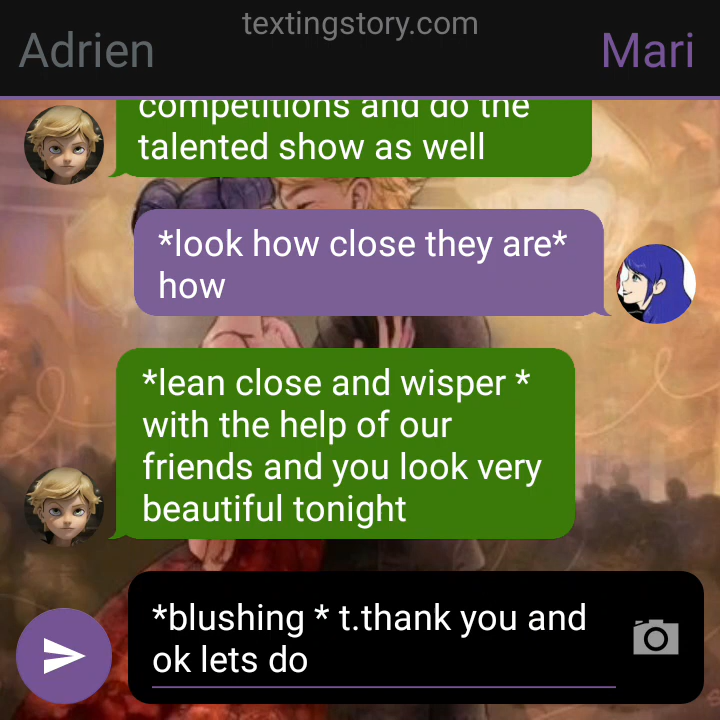 textingstory.com
Adrien
Mari
competitions and do the
talented show as well
*look how close they are*
how
*lean close and wisper *
with the help of our
friends and you look very
beautiful tonight
*blushing * t.thank you and
ok lets do